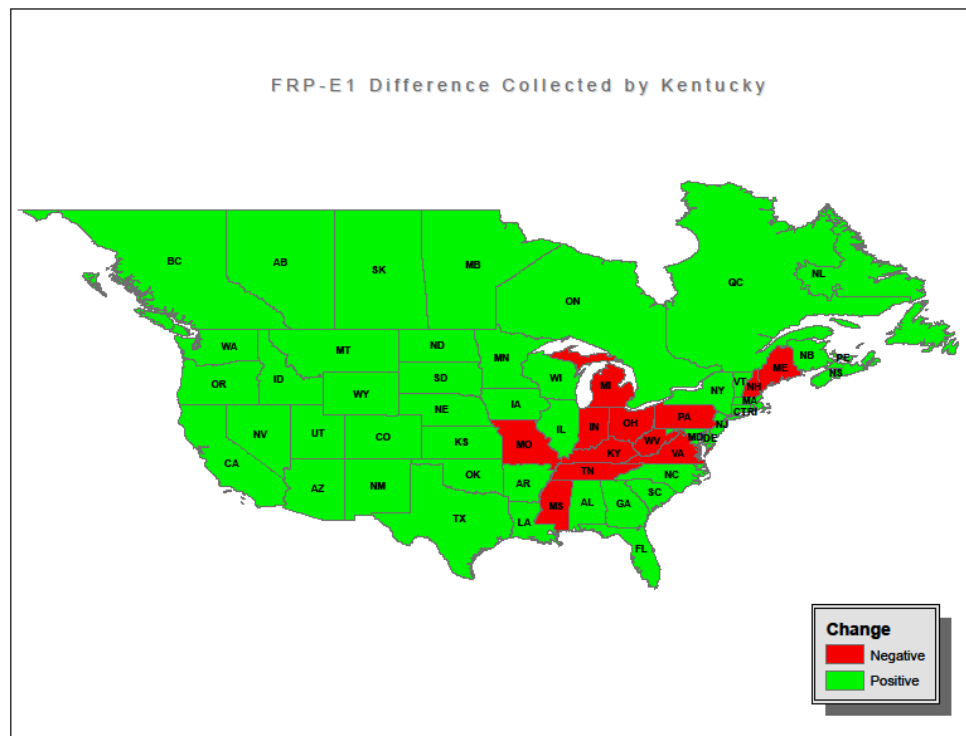 FRP-E1 Difference Collected by Kentucky
BC
AB
SK
MB
ON
QC
NL
WA
MT
ND
MN
NB
PE
OR
ID
SD
WI
MI
NY
VT
NH
ME
NS
WY
NE
IA
MA
CT RI
NV
UT
CO
KS
MO
IL
IN
OH
PA
NJ
CA
WV
MD DE
KY
VA
AZ
NM
OK
AR
TN
NC
TX
LA
MS
AL
GA
SC
FL
Change
Negative
Positive